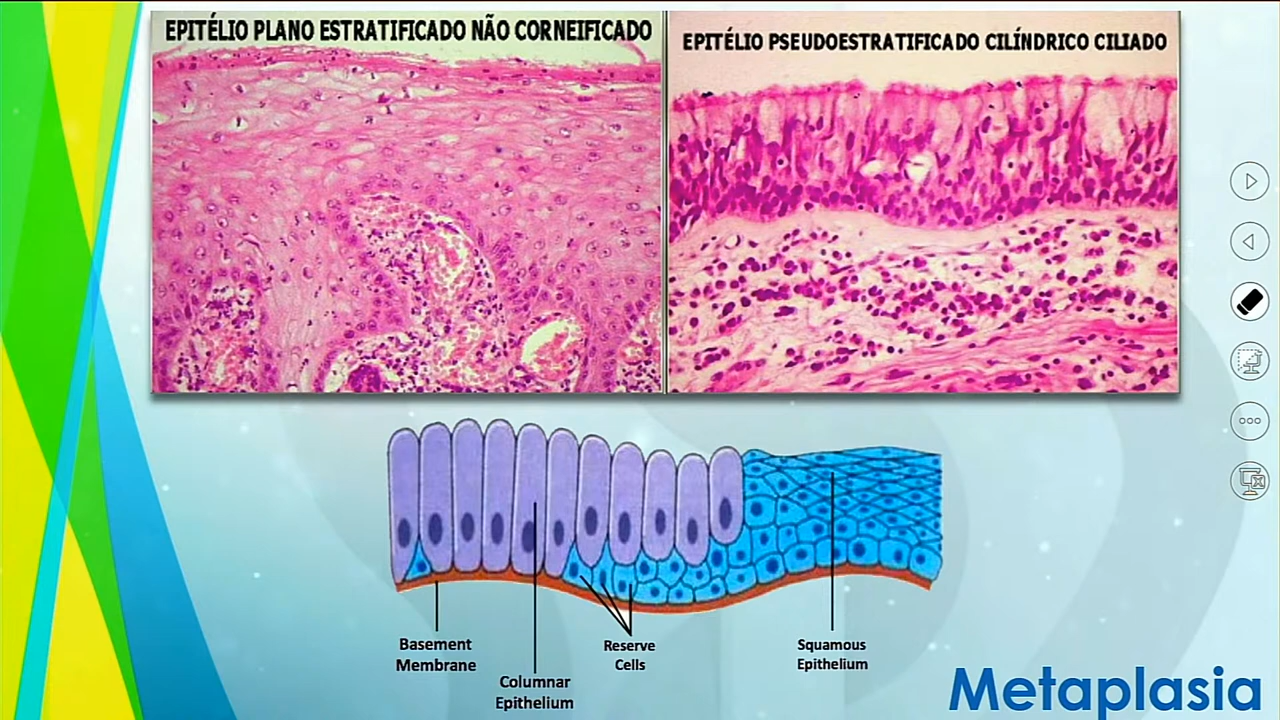 EPITÉLIO PLANO ESTRATIFICADO NÃO CORNEIFICADO
EPITÉLIO PSEUDOESTRATIFICADO CILÍNDRICO CILIADO
Basement
Membrane
Columnar
Epithelium
Reserve
Cells
Squamous
Epithelium
Metaplasia